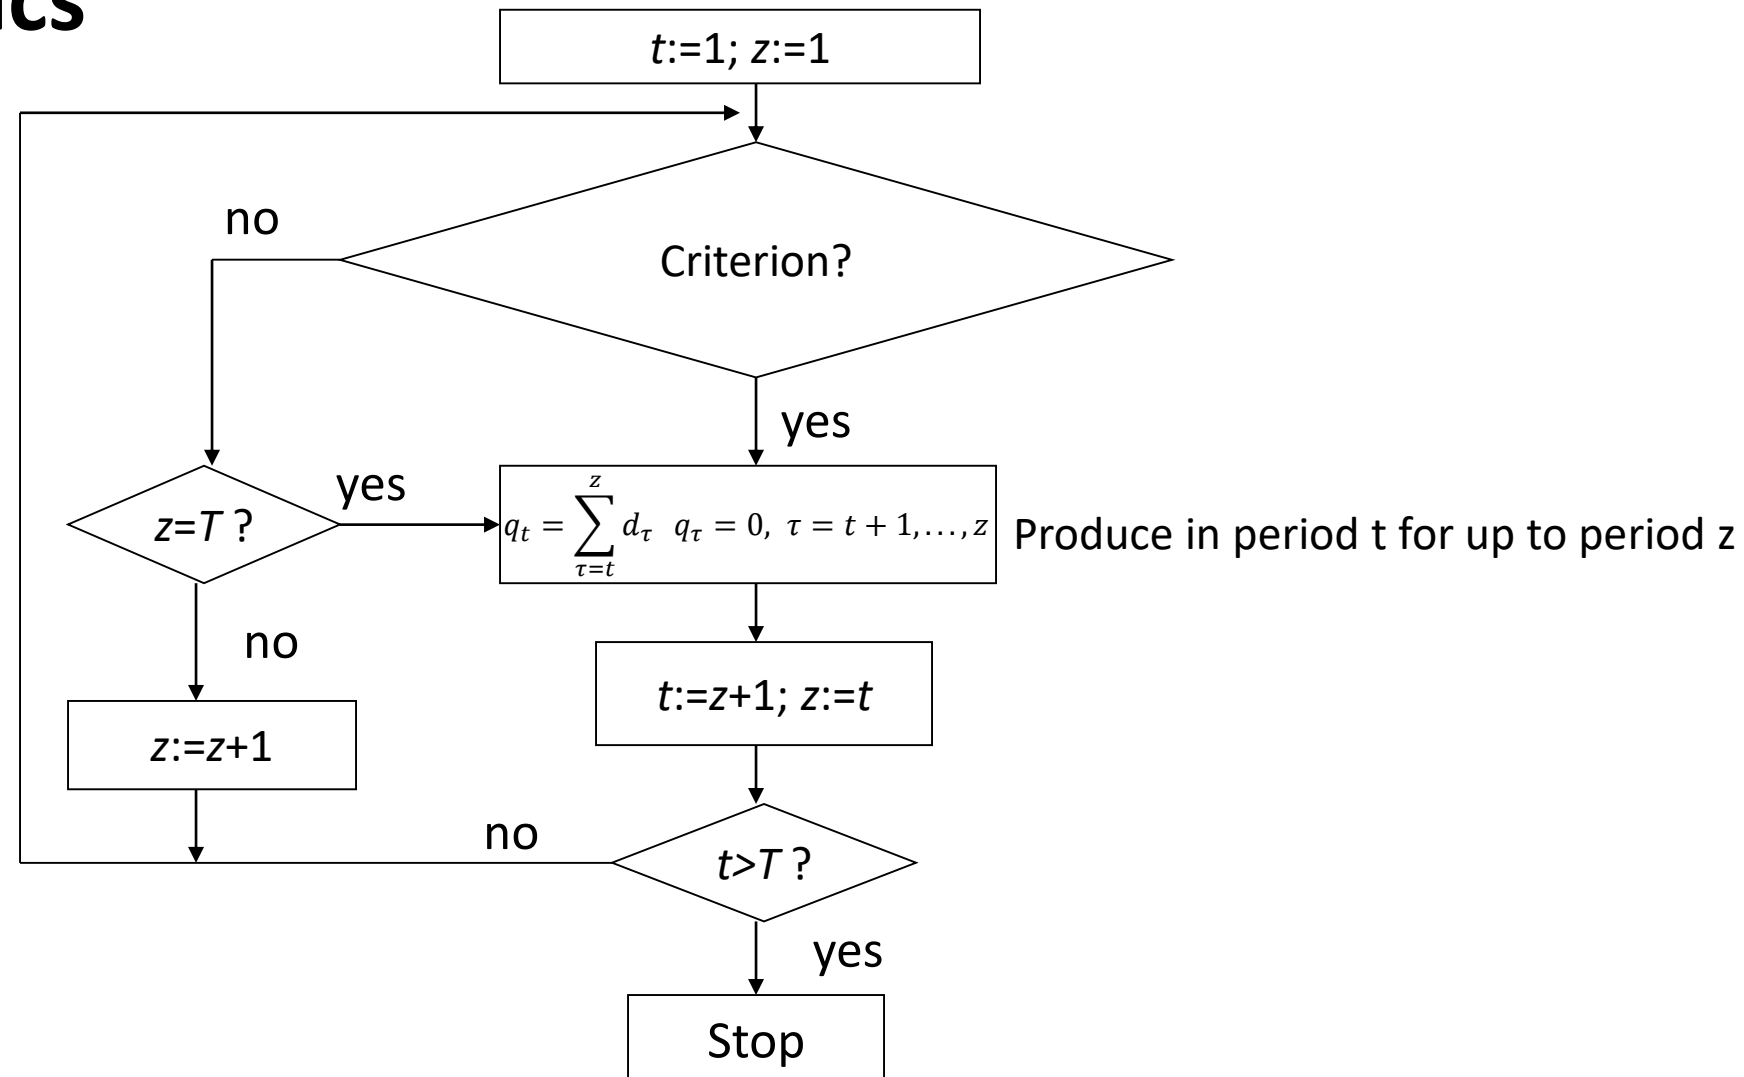 t:=1; z:=1
no
Criterion?
yes
z=T ?
yes
q_t = \sum_{τ=t}^{z} d_τ q_τ = 0, τ = t + 1,...,z
Produce in period t for up to period z
no
t:=z+1; z:=t
z:=z+1
no
t>T ?
yes
Stop